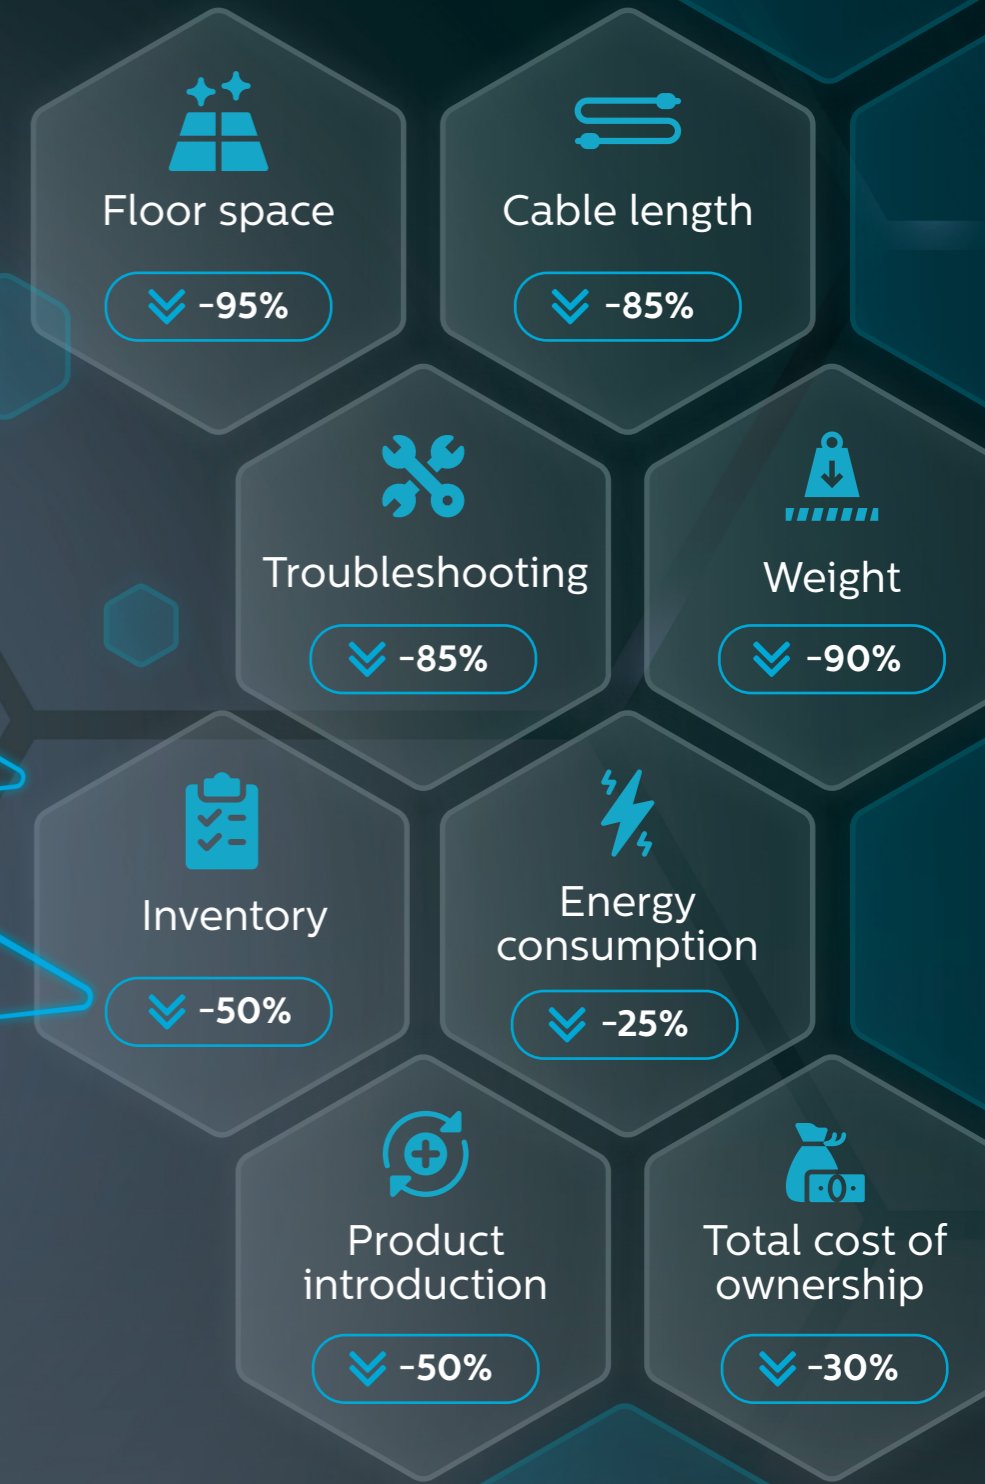 Floor space
-95%
Cable length
-85%
Troubleshooting
-85%
Weight
-90%
Inventory
-50%
Energy
consumption
-25%
Product
introduction
-50%
Total cost of
ownership
-30%